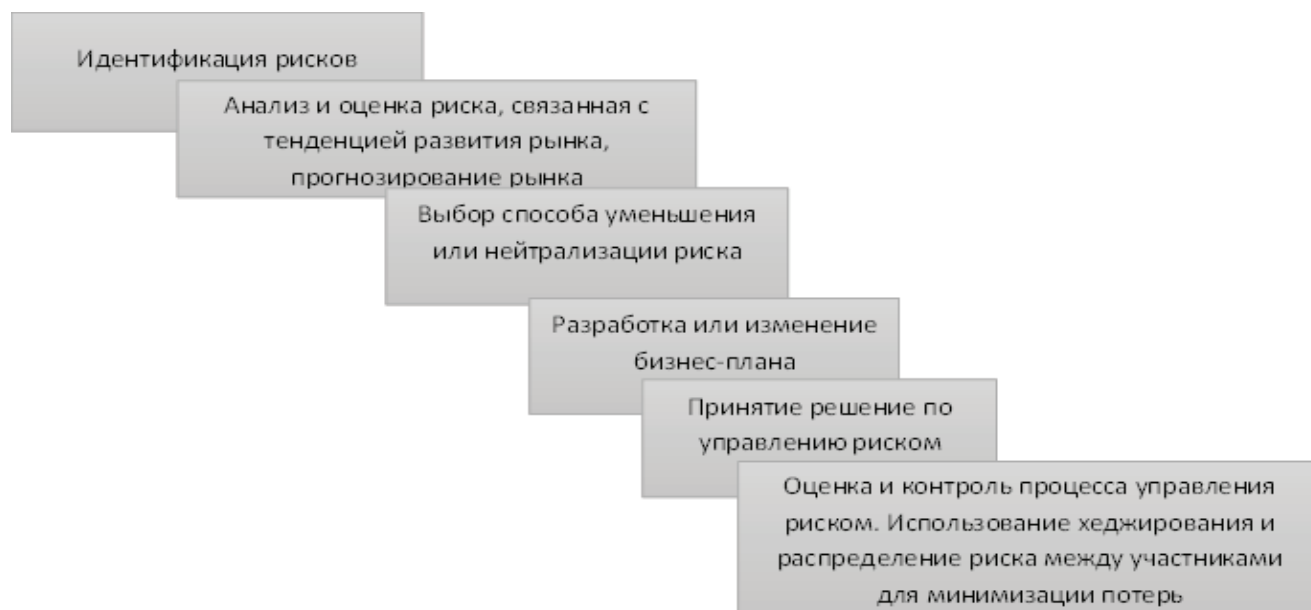 Идентификация рисков
Анализ и оценка риска, связанная с
тенденцией развития рынка,
прогнозирование рынка
Выбор способа уменьшения
или нейтрализации риска
Разработка или изменение
бизнес-плана
Принятие решение по
управлению риском
Оценка и контроль процесса управления
риском. Использование хеджирования и
распределение риска между участниками
для минимизации потерь